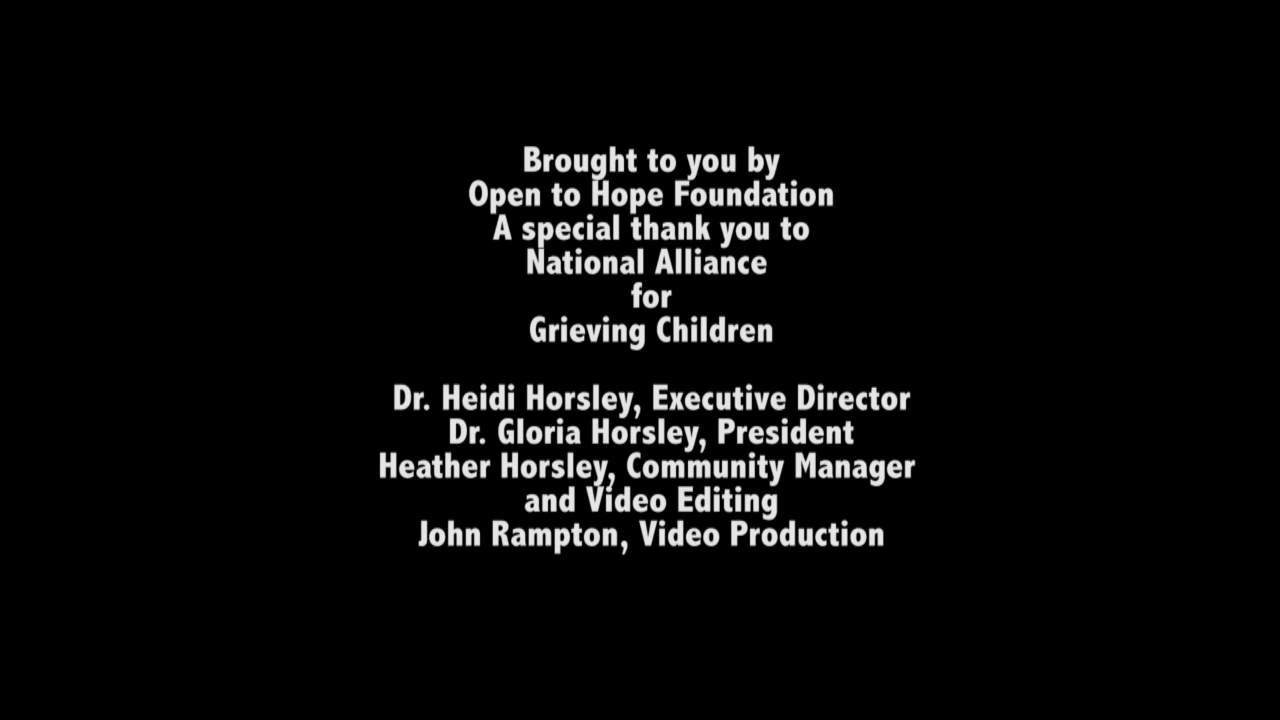 Brought to you by
Open to Hope Foundation
A special thank you to
National Alliance
for
Grieving Children
Dr. Heidi Horsley, Executive Director
Dr. Gloria Horsley, President
Heather Horsley, Community Manager
and Video Editing
John Rampton, Video Production